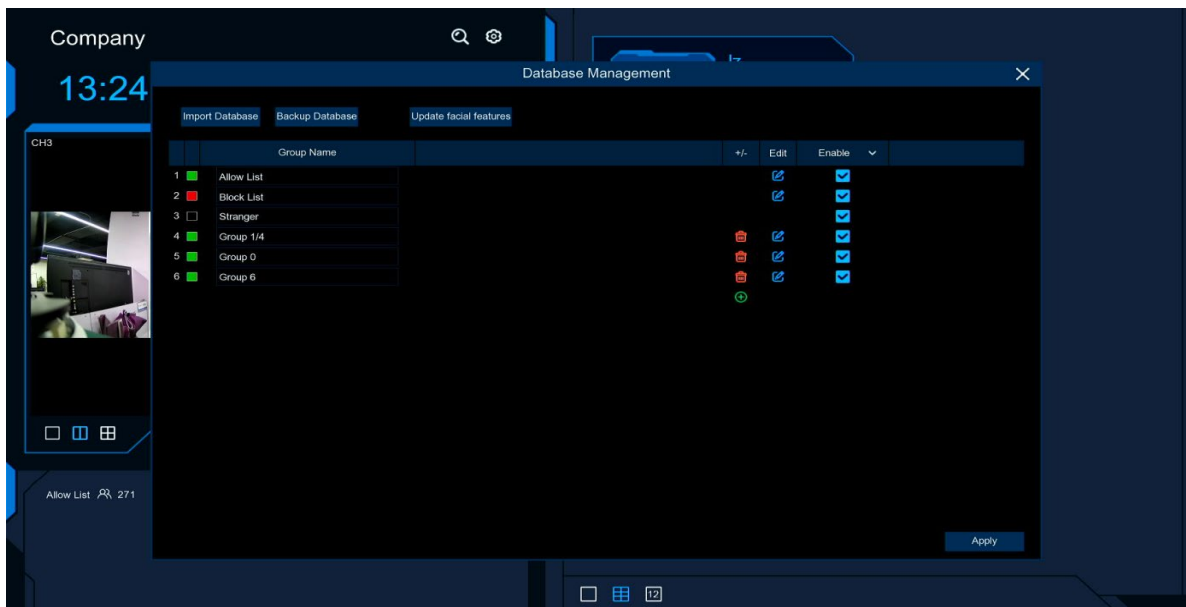 Company
13:24
Database Management
Import Database Backup Database Update facial features
CH3
Group Name +/- Edit Enable
1 Allow List
2 Block List
3 Stranger
4 Group 1/4
5 Group 0
6 Group 6
Allow List 271
Apply
12